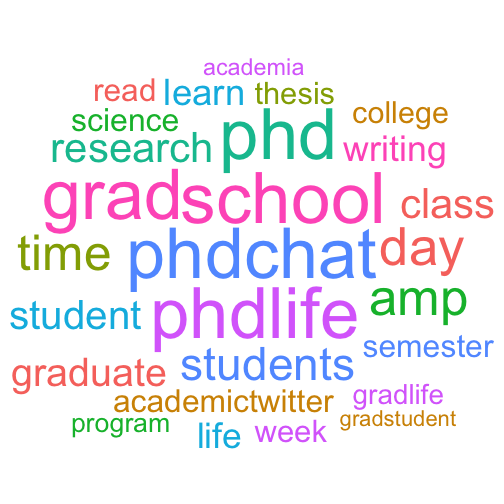 academia
read learn thesis
science phd college
research writing
gradschool class
time phdchat day
student phdlife amp
graduate students semester
academictwitter gradlife
program life week gradstudent